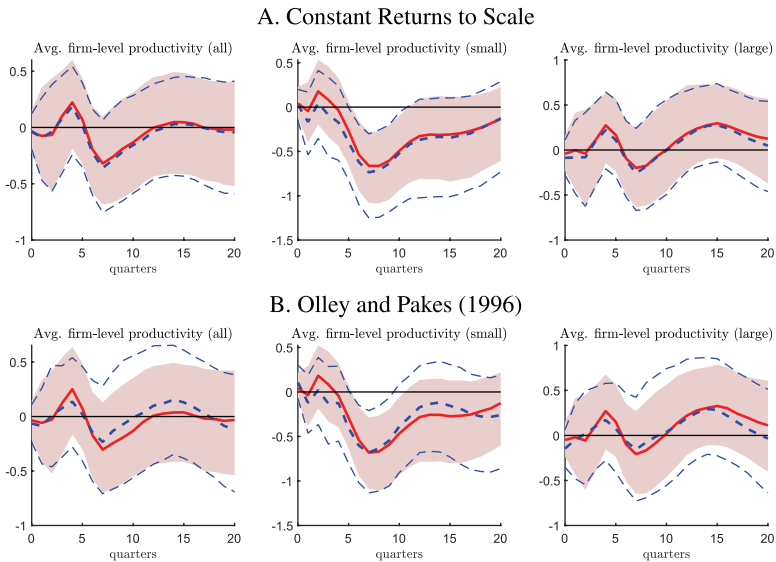 A. Constant Returns to Scale
Avg. firm-level productivity (all)
0.5
0
-0.5
-1
0 5 10 15 20
quarters
Avg. firm-level productivity (small)
0.5
0
-0.5
-1
-1.5
0 5 10 15 20
quarters
Avg. firm-level productivity (large)
1
0.5
0
-0.5
-1
0 5 10 15 20
quarters
B. Olley and Pakes (1996)
Avg. firm-level productivity (all)
0.5
0
-0.5
-1
0 5 10 15 20
quarters
Avg. firm-level productivity (small)
0.5
0
-0.5
-1
-1.5
0 5 10 15 20
quarters
Avg. firm-level productivity (large)
1
0.5
0
-0.5
-1
0 5 10 15 20
quarters